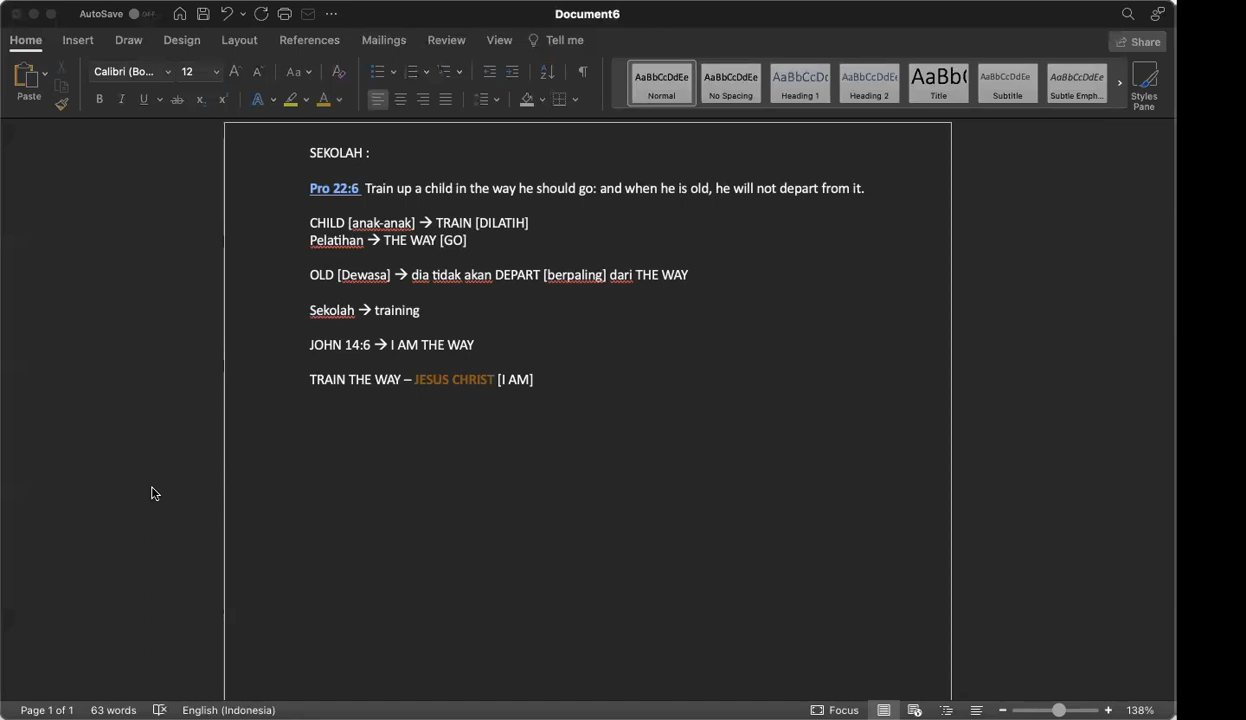 AutoSave OFF Document6
Home Insert Draw Design Layout References Mailings Review View Tell me Share
Paste Calibri (Bo... 12 Aa AaBbCcDdEe AaBbCcDdEe AaBbCcDc AaBbCcDdEe AaBb( AaBbCcDdEe AaBbCcDdEe
Normal No Spacing Heading 1 Heading 2 Title Subtitle Subtle Emph... Styles Pane
SEKOLAH :
Pro 22:6 Train up a child in the way he should go: and when he is old, he will not depart from it.
CHILD [anak-anak] → TRAIN [DILATIH]
Pelatihan → THE WAY [GO]
OLD [Dewasa] → dia tidak akan DEPART [berpaling] dari THE WAY
Sekolah → training
JOHN 14:6 → I AM THE WAY
TRAIN THE WAY – JESUS CHRIST [I AM]
Page 1 of 1 63 words English (Indonesia) Focus 138%